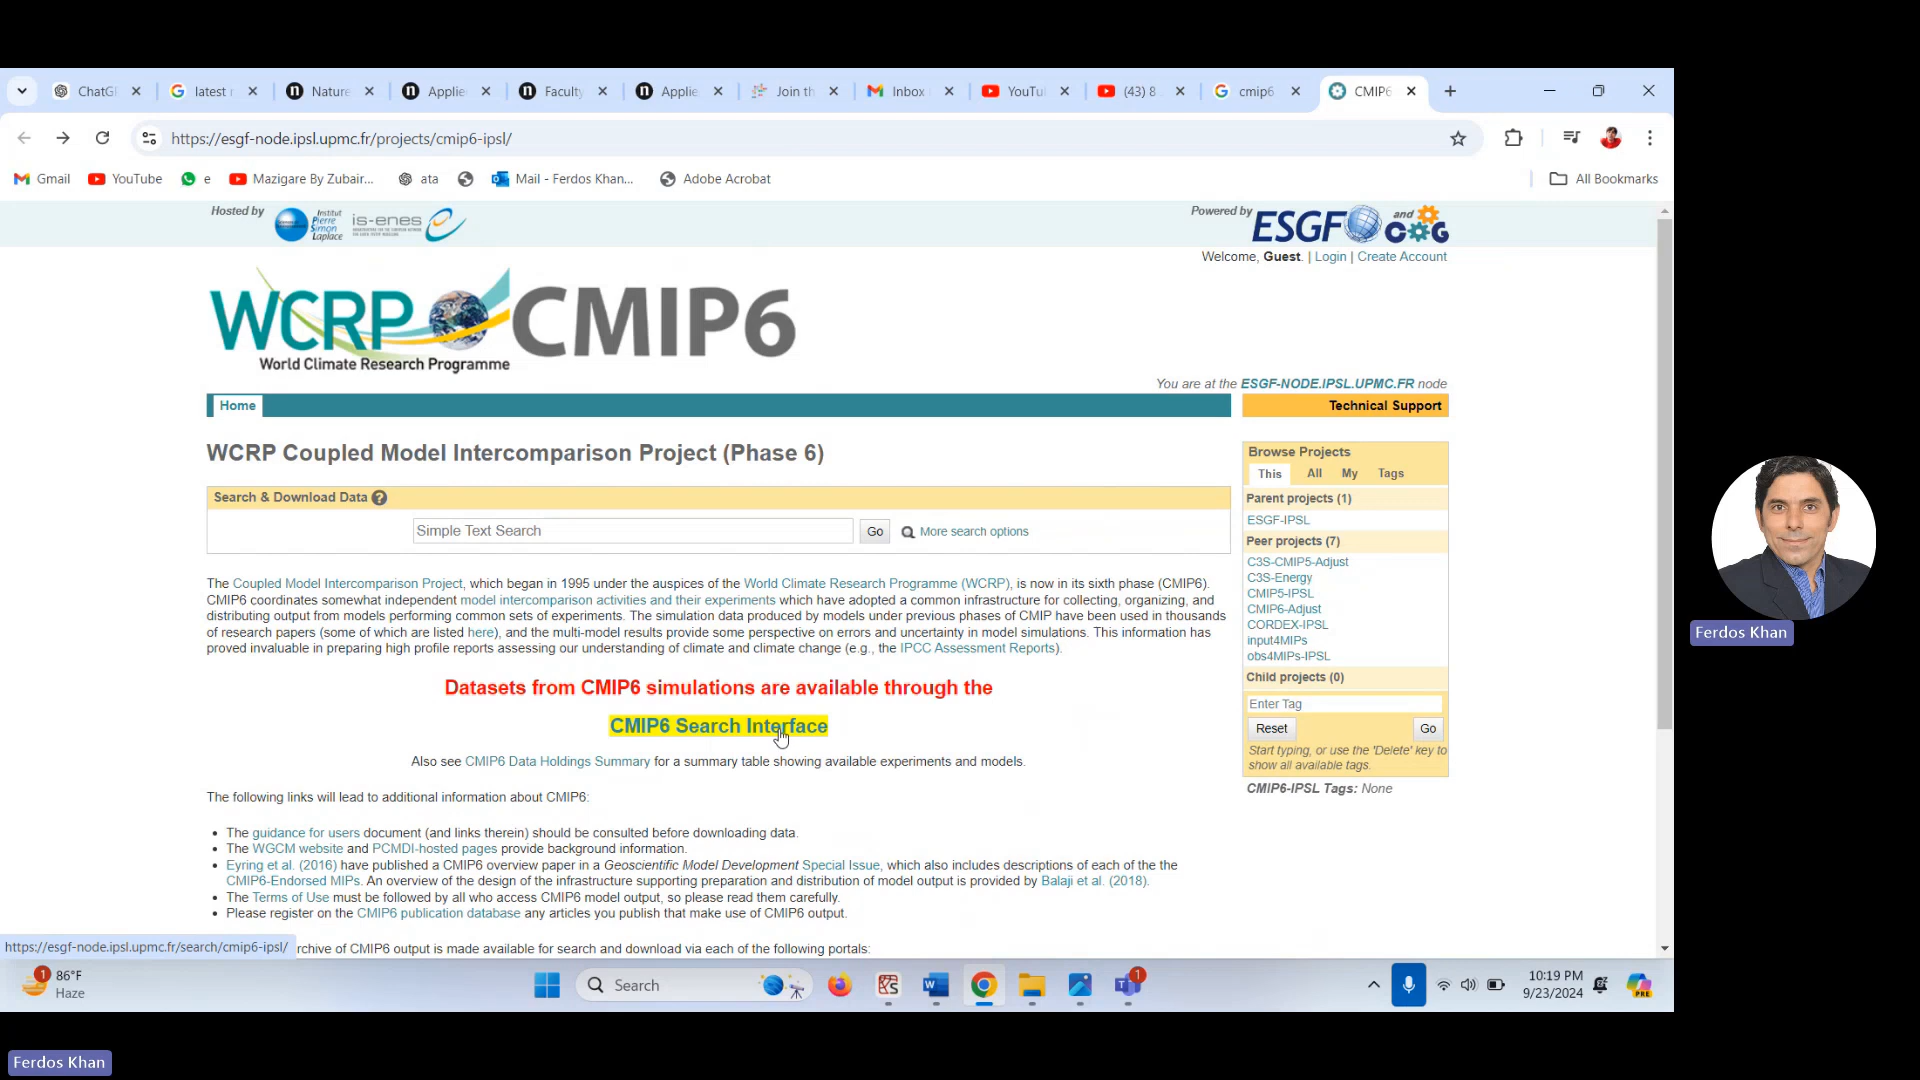 ChatG
latest
Nature
Applie
Faculty
Applie
Join th
Inbox
YouTu
(43) 8
cmip6
CMIP6
https://esgf-node.ipsl.upmc.fr/projects/cmip6-ipsl/
Gmail
YouTube
e
Mazigare By Zubair...
ata
Mail - Ferdos Khan...
Adobe Acrobat
All Bookmarks
Hosted by
Institut
Pierre
Simon
Laplace
is-enes
Powered by
ESGF
and
CoG
Welcome, Guest. | Login | Create Account
WCRP CMIP6
World Climate Research Programme
You are at the ESGF-NODE.IPSL.UPMC.FR node
Home
Technical Support
WCRP Coupled Model Intercomparison Project (Phase 6)
Search & Download Data ?
Simple Text Search
Go
More search options
The Coupled Model Intercomparison Project, which began in 1995 under the auspices of the World Climate Research Programme (WCRP), is now in its sixth phase (CMIP6).
CMIP6 coordinates somewhat independent model intercomparison activities and their experiments which have adopted a common infrastructure for collecting, organizing, and
distributing output from models performing common sets of experiments. The simulation data produced by models under previous phases of CMIP have been used in thousands
of research papers (some of which are listed here), and the multi-model results provide some perspective on errors and uncertainty in model simulations. This information has
proved invaluable in preparing high profile reports assessing our understanding of climate and climate change (e.g., the IPCC Assessment Reports).
Datasets from CMIP6 simulations are available through the
CMIP6 Search Interface
Also see CMIP6 Data Holdings Summary for a summary table showing available experiments and models.
The following links will lead to additional information about CMIP6:
• The guidance for users document (and links therein) should be consulted before downloading data.
• The WGCM website and PCMDI-hosted pages provide background information.
• Eyring et al. (2016) have published a CMIP6 overview paper in a Geoscientific Model Development Special Issue, which also includes descriptions of each of the the
CMIP6-Endorsed MIPs. An overview of the design of the infrastructure supporting preparation and distribution of model output is provided by Balaji et al. (2018).
• The Terms of Use must be followed by all who access CMIP6 model output, so please read them carefully.
• Please register on the CMIP6 publication database any articles you publish that make use of CMIP6 output.
rchive of CMIP6 output is made available for search and download via each of the following portals:
Browse Projects
This
All
My
Tags
Parent projects (1)
ESGF-IPSL
Peer projects (7)
C3S-CMIP5-Adjust
C3S-Energy
CMIP5-IPSL
CMIP6-Adjust
CORDEX-IPSL
input4MIPs
obs4MIPs-IPSL
Child projects (0)
Enter Tag
Reset
Go
Start typing, or use the 'Delete' key to
show all available tags.
CMIP6-IPSL Tags: None
https://esgf-node.ipsl.upmc.fr/search/cmip6-ipsl/
1
86°F
Haze
Search
1
10:19 PM
9/23/2024
PRE
Ferdos Khan
Ferdos Khan